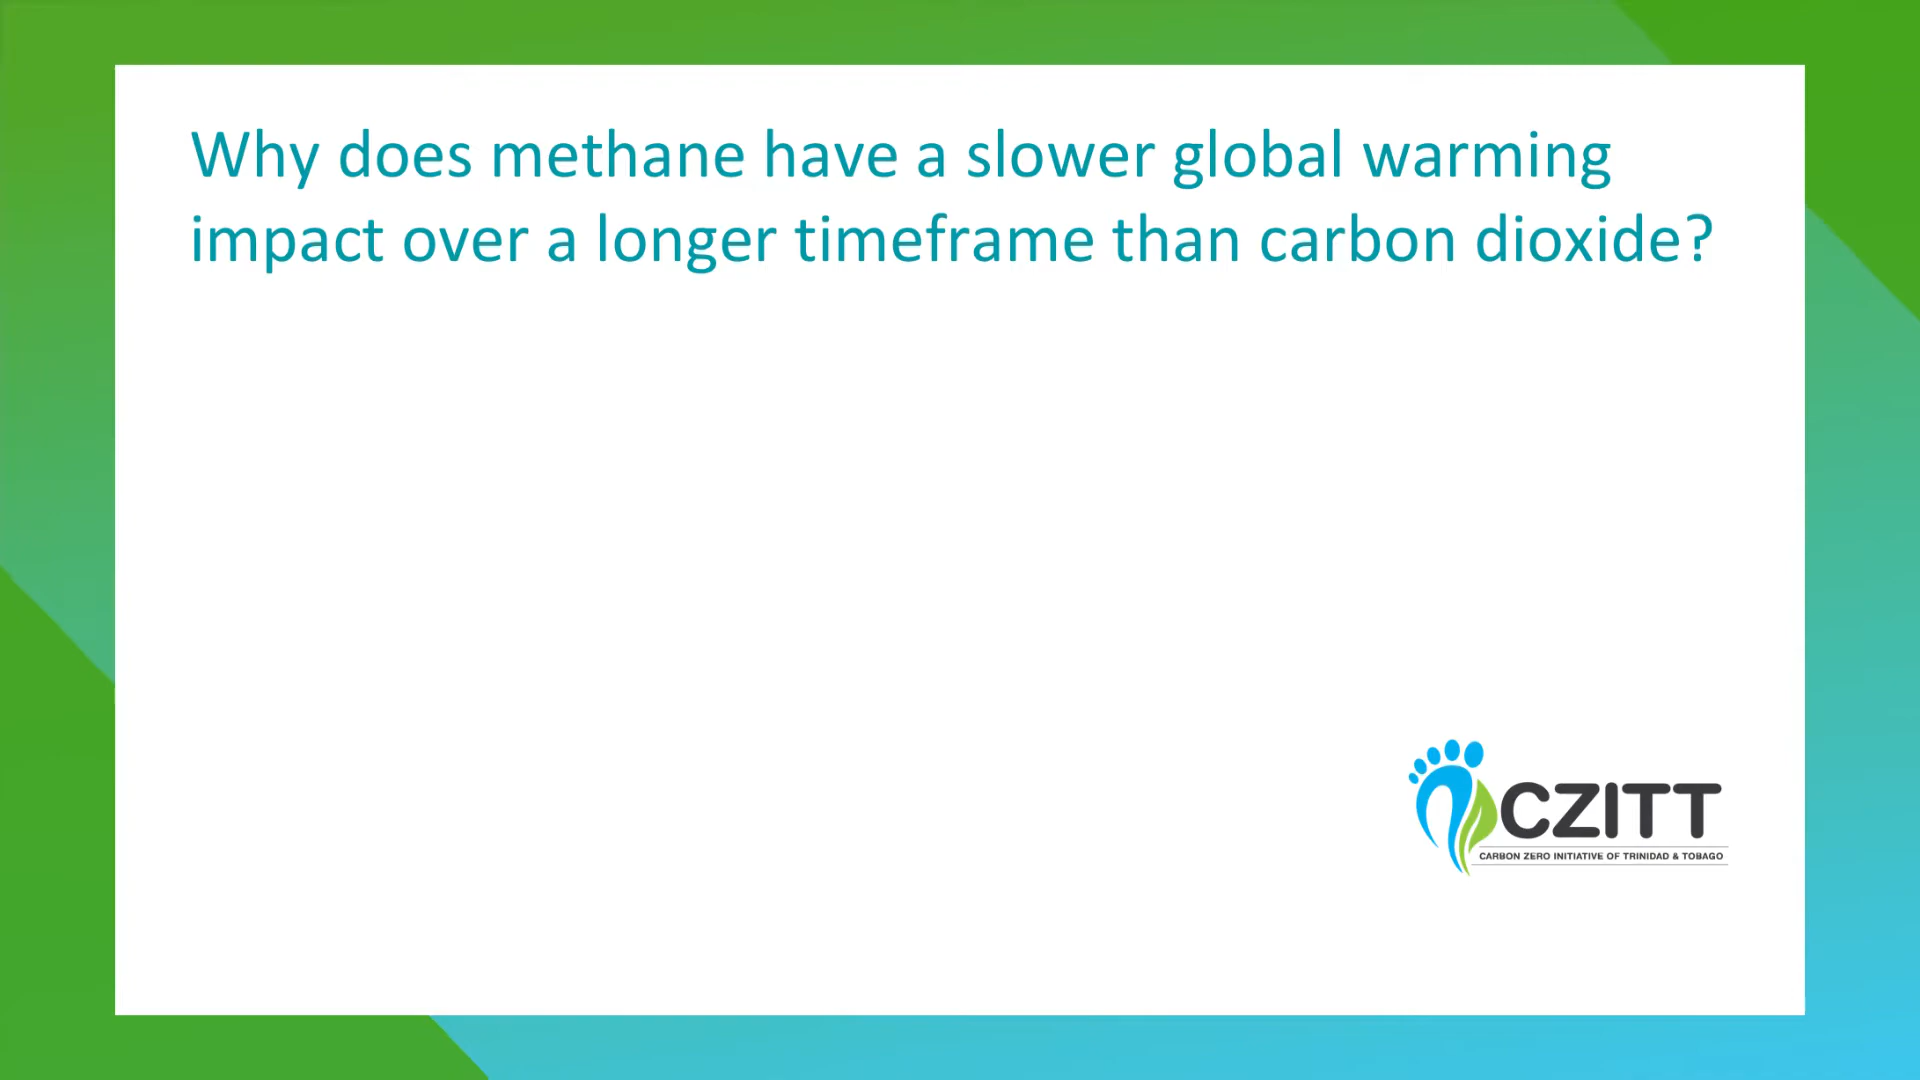 Why does methane have a slower global warming
impact over a longer timeframe than carbon dioxide?
CZITT
CARBON ZERO INITIATIVE OF TRINIDAD & TOBAGO